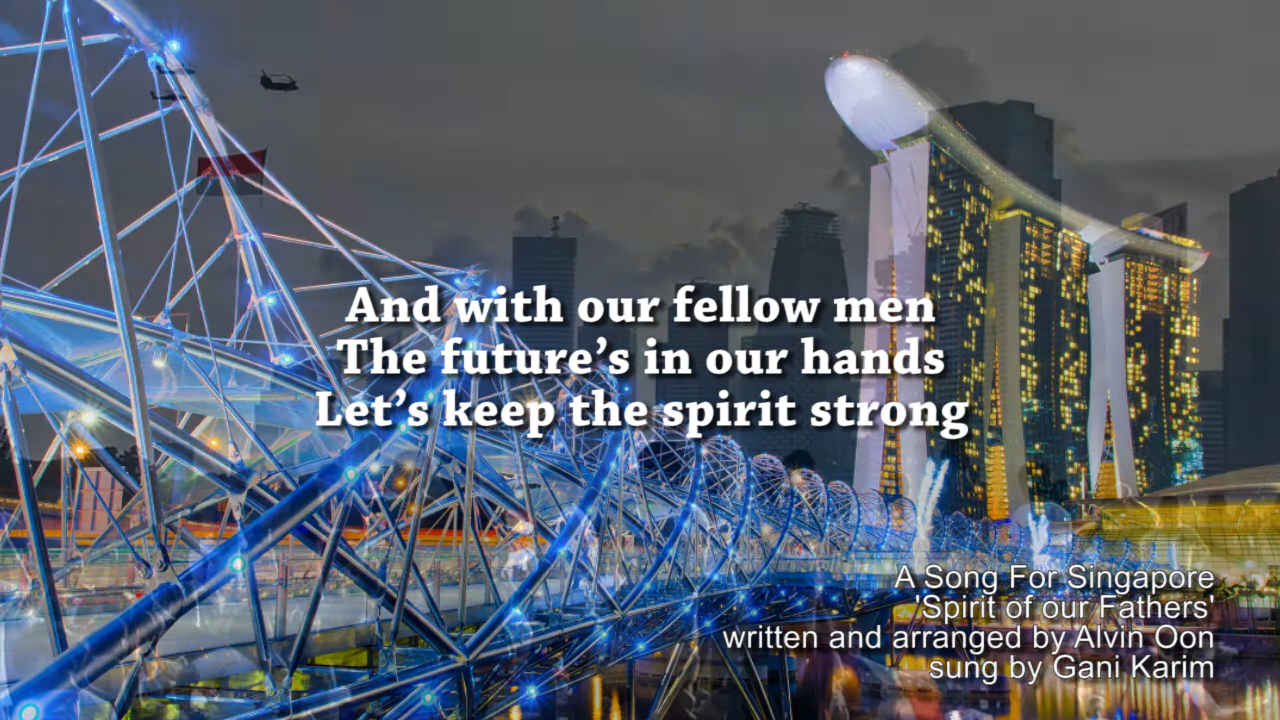 And with our fellow men
The future’s in our hands
Let’s keep the spirit strong
A Song For Singapore
'Spirit of our Fathers'
written and arranged by Alvin Oon
sung by Gani Karim